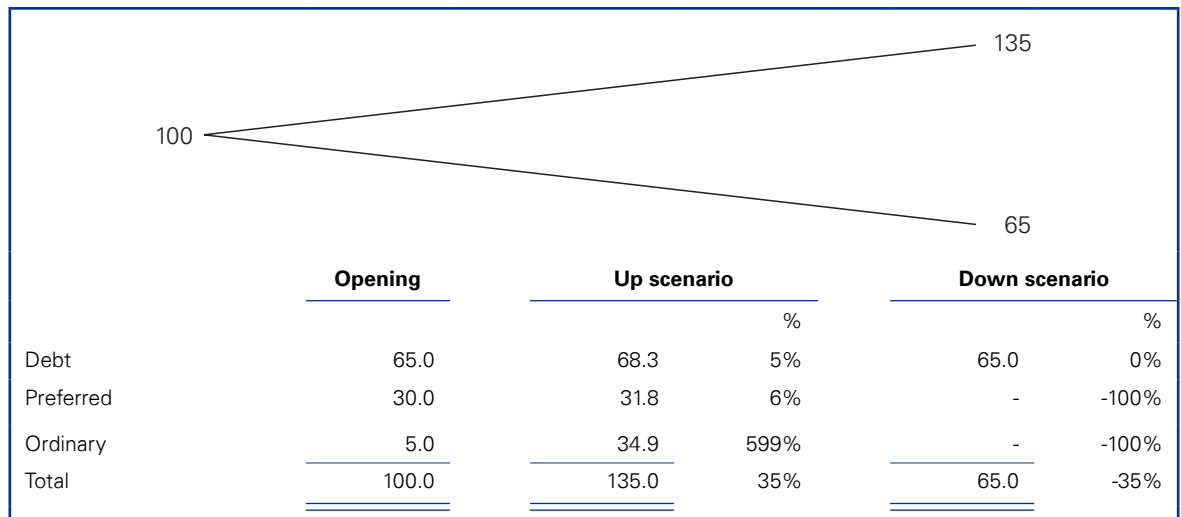 135
100
65
Opening Up scenario Down scenario
% %
Debt 65.0 68.3 5% 65.0 0%
Preferred 30.0 31.8 6% - -100%
Ordinary 5.0 34.9 599% - -100%
Total 100.0 135.0 35% 65.0 -35%